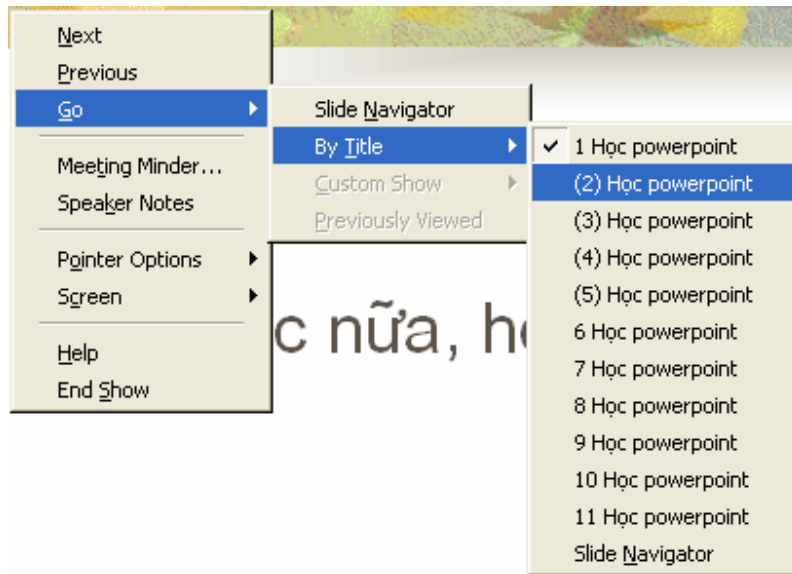 Next
Previous
Go
Meeting Minder...
Speaker Notes
Pointer Options
Screen
Help
End Show
Slide Navigator
By Title
Custom Show
Previously Viewed
1 Học powerpoint
(2) Học powerpoint
(3) Học powerpoint
(4) Học powerpoint
(5) Học powerpoint
6 Học powerpoint
7 Học powerpoint
8 Học powerpoint
9 Học powerpoint
10 Học powerpoint
11 Học powerpoint
Slide Navigator
nữa,